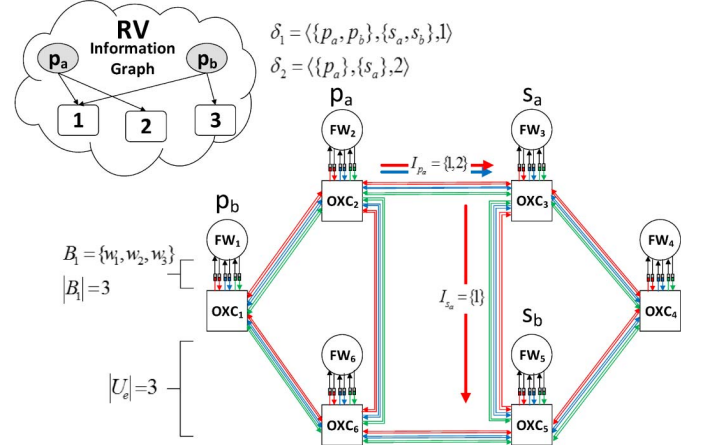 RV
Information
Graph
pa
pb
1
2
3
δ1 = ⟨{pa, pb},{sa, sb},1⟩
δ2 = ⟨{pa},{sa},2⟩
pa
sa
FW2
FW3
Ipa = {1,2}
OXC2
OXC3
pb
FW1
FW4
B1 = {w1, w2, w3}
|B1| = 3
Isa = {1}
OXC1
OXC4
sb
FW6
FW5
|Ue| = 3
OXC6
OXC5